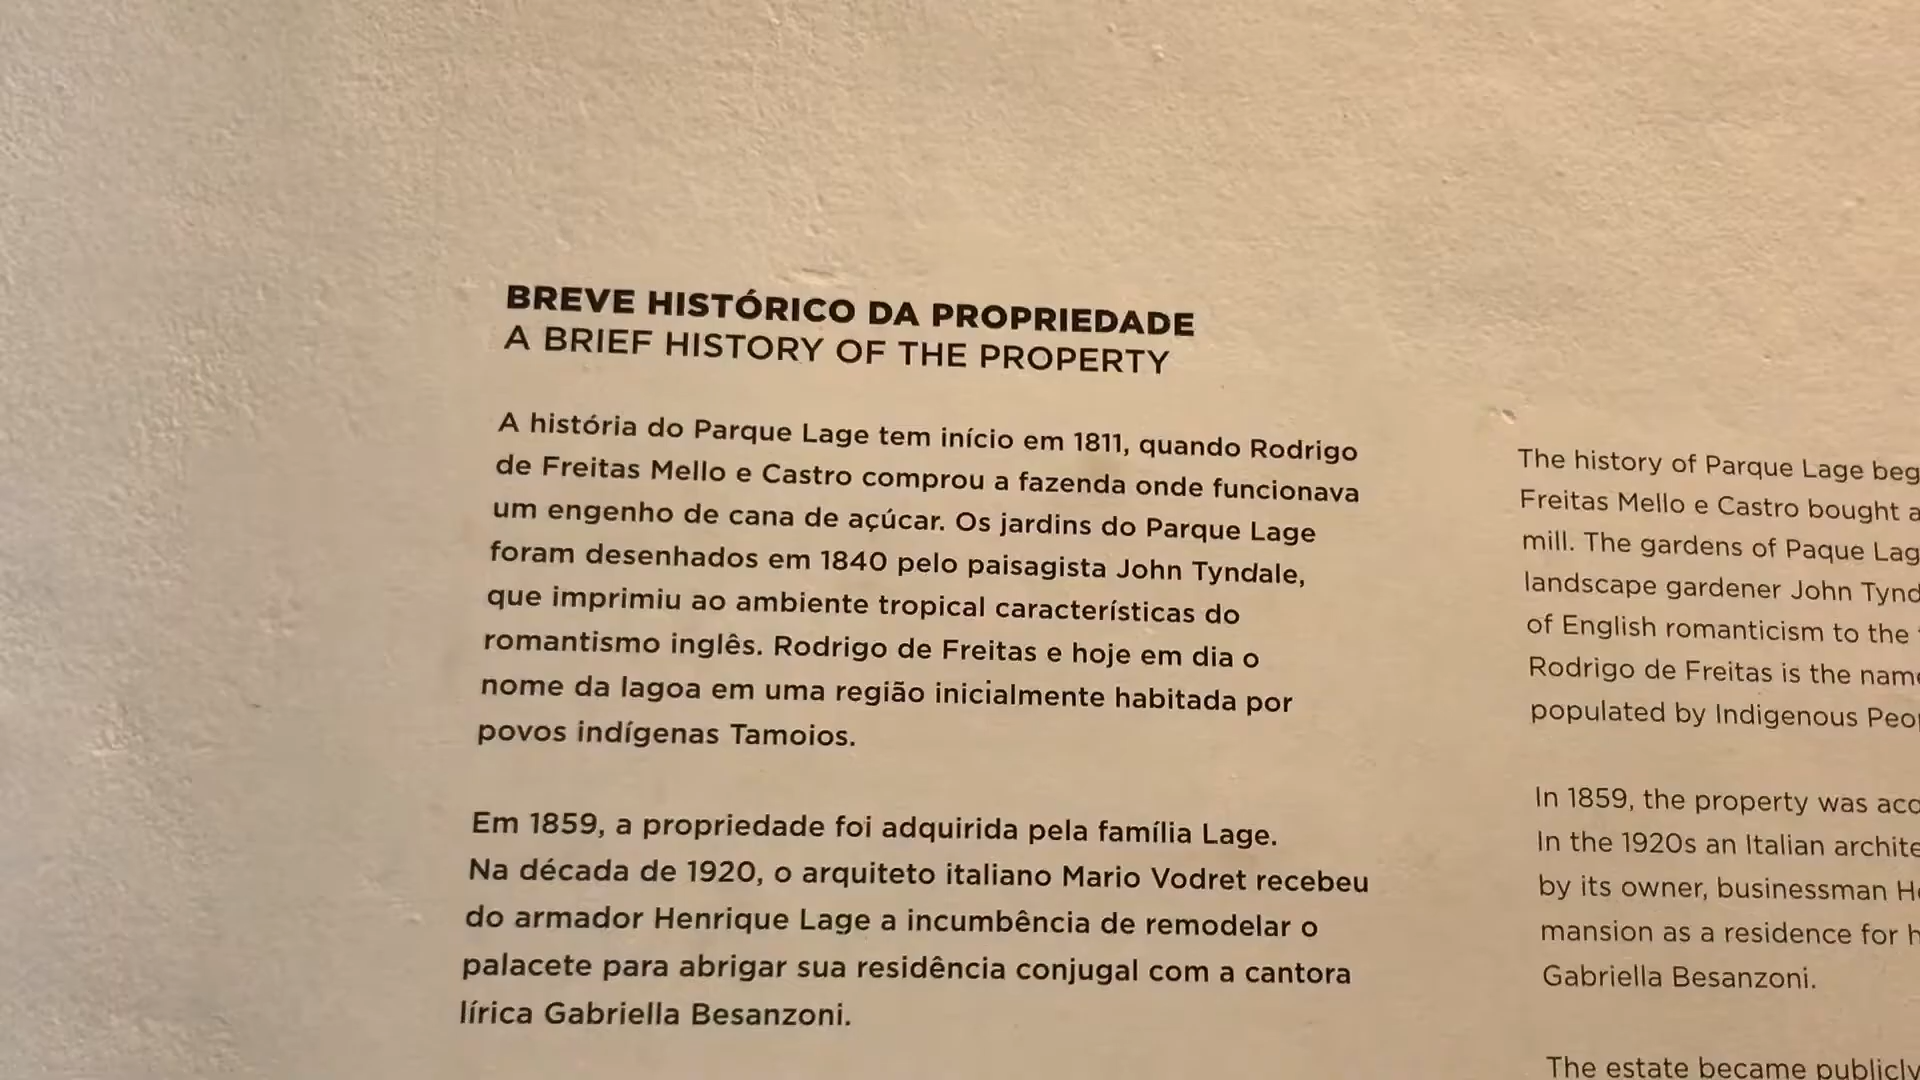 BREVE HISTÓRICO DA PROPRIEDADE
A BRIEF HISTORY OF THE PROPERTY
A história do Parque Lage tem início em 1811, quando Rodrigo
de Freitas Mello e Castro comprou a fazenda onde funcionava
um engenho de cana de açúcar. Os jardins do Parque Lage
foram desenhados em 1840 pelo paisagista John Tyndale,
que imprimiu ao ambiente tropical características do
romantismo inglês. Rodrigo de Freitas e hoje em dia o
nome da lagoa em uma região inicialmente habitada por
povos indígenas Tamoios.
Em 1859, a propriedade foi adquirida pela família Lage.
Na década de 1920, o arquiteto italiano Mario Vodret recebeu
do armador Henrique Lage a incumbência de remodelar o
palacete para abrigar sua residência conjugal com a cantora
lírica Gabriella Besanzoni.
The history of Parque Lage
Freitas Mello e Castro bought
mill. The gardens of Paque
landscape gardener John
of English romanticism to the
Rodrigo de Freitas is the
populated by Indigenous
In 1859, the property was
In the 1920s an Italian
by its owner, businessman
mansion as a residence for
Gabriella Besanzoni.
The estate became publicly